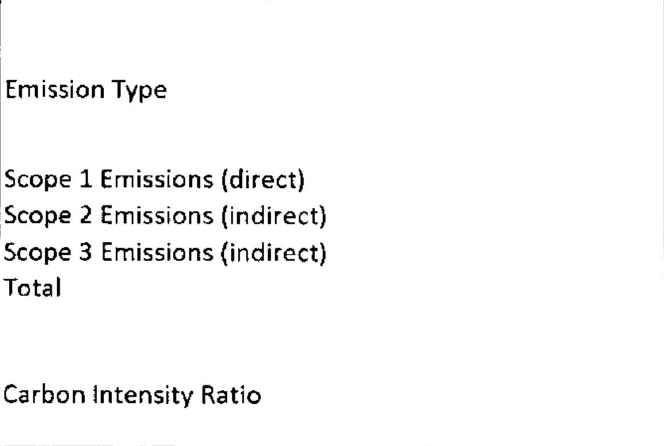 Emission Type
Scope 1 Emissions (direct)
Scope 2 Emissions (indirect)
Scope 3 Emissions (indirect)
Total
Carbon Intensity Ratio